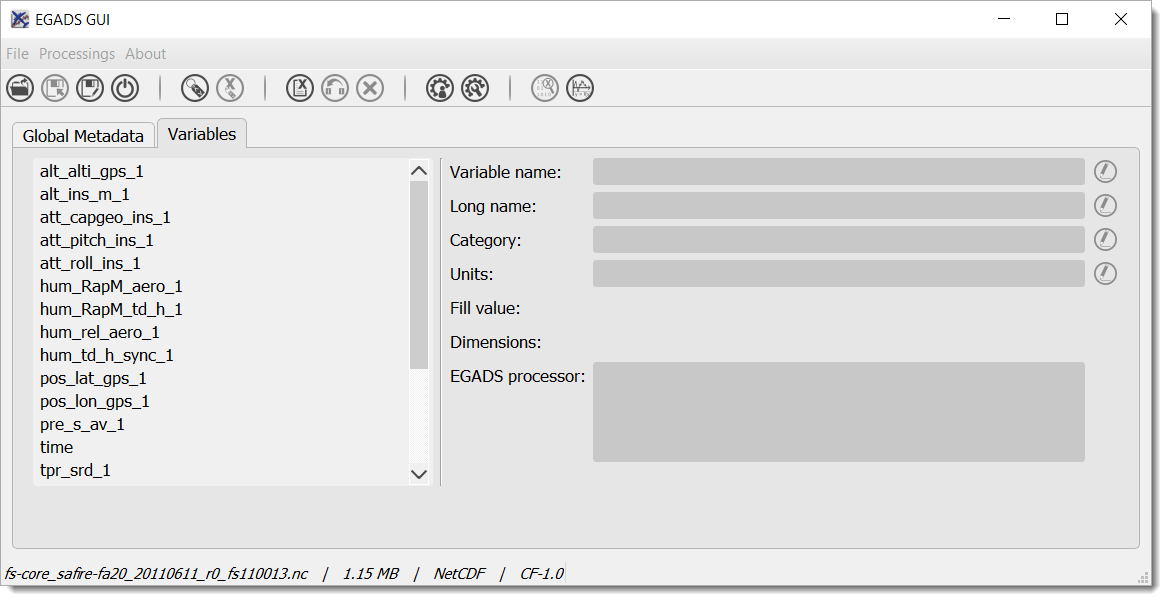 EGADS GUI
File Processings About
Global Metadata Variables
alt_alti_gps_1
alt_ins_m_1
att_capgeo_ins_1
att_pitch_ins_1
att_roll_ins_1
hum_RapM_aero_1
hum_RapM_td_h_1
hum_rel_aero_1
hum_td_h_sync_1
pos_lat_gps_1
pos_lon_gps_1
pre_s_av_1
time
tpr_srd_1
Variable name:
Long name:
Category:
Units:
Fill value:
Dimensions:
EGADS processor:
fs-core_safire-fa20_20110611_r0_fs110013.nc | 1.15 MB | NetCDF | CF-1.0